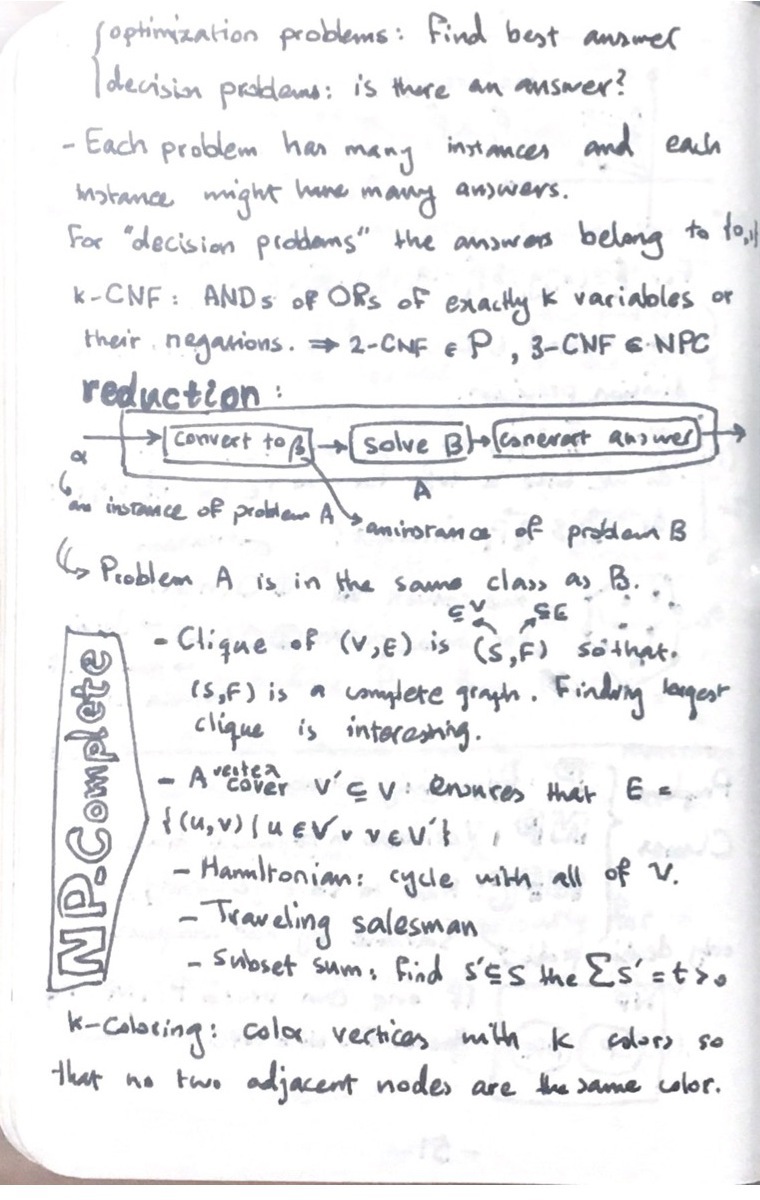 optimization problems: find best answer
decision problems: is there an answer?
- Each problem has many instances and each
instance might have many answers.
For "decision problems" the answers belong to {0,1}
k-CNF: ANDs of ORs of exactly k variables or
their negations. ⇒ 2-CNF ∈ P, 3-CNF ∈ NPC
reduction:
α → convert to β → solve B → convert answer →
A
an instance of problem A
an instance of problem B
Problem A is in the same class as B.
⊆V ⊆E
- Clique of (V,E) is (S,F) so that
(S,F) is a complete graph. Finding largest
clique is interesting.
NP-Complete
- A vertex cover V' ⊆ V: ensures that E =
{(u,v) | u ∈ V' ∨ v ∈ V'}
- Hamiltonian: cycle with all of V.
- Traveling salesman
- Subset sum: find S'⊆S the ΣS' = t > 0
k-coloring: color vertices with k colors so
that no two adjacent nodes are the same color.